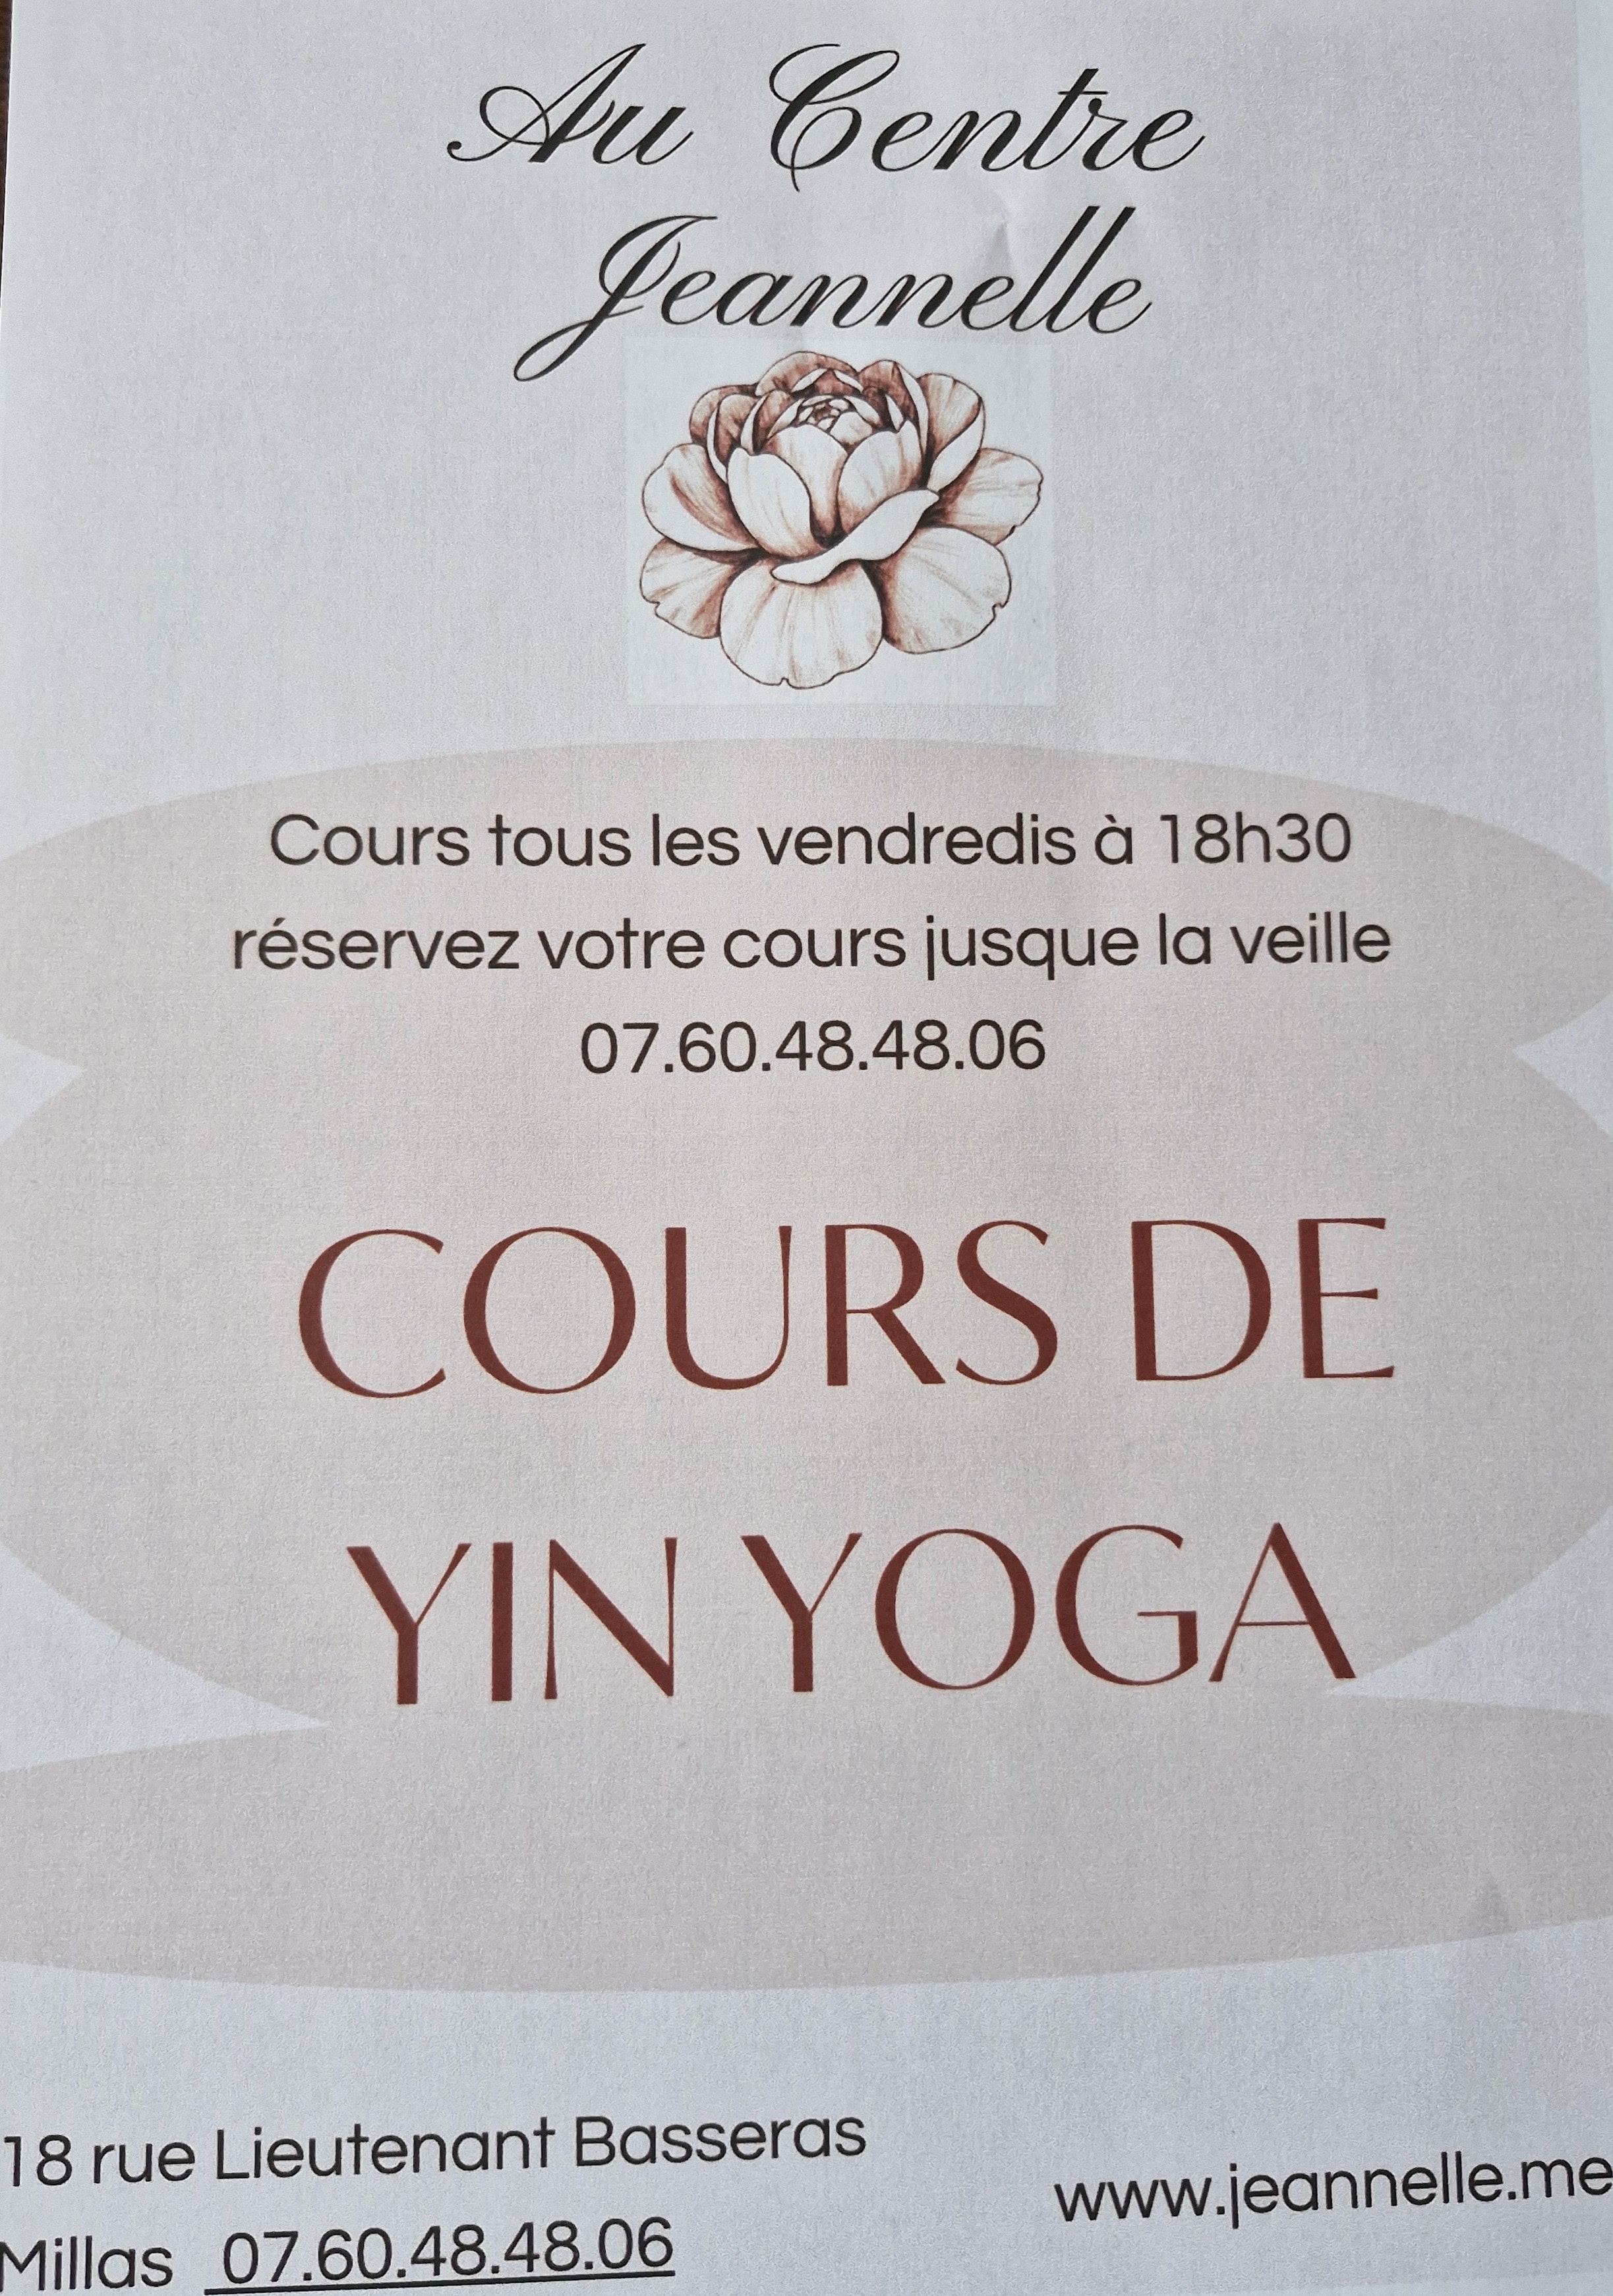 Au Centre
Jeannelle
Cours tous les vendredis à 18h30
réservez votre cours jusque la veille
07.60.48.48.06
COURS DE
YIN YOGA
18 rue Lieutenant Basseras
www.jeannelle.me
Millas 07.60.48.48.06